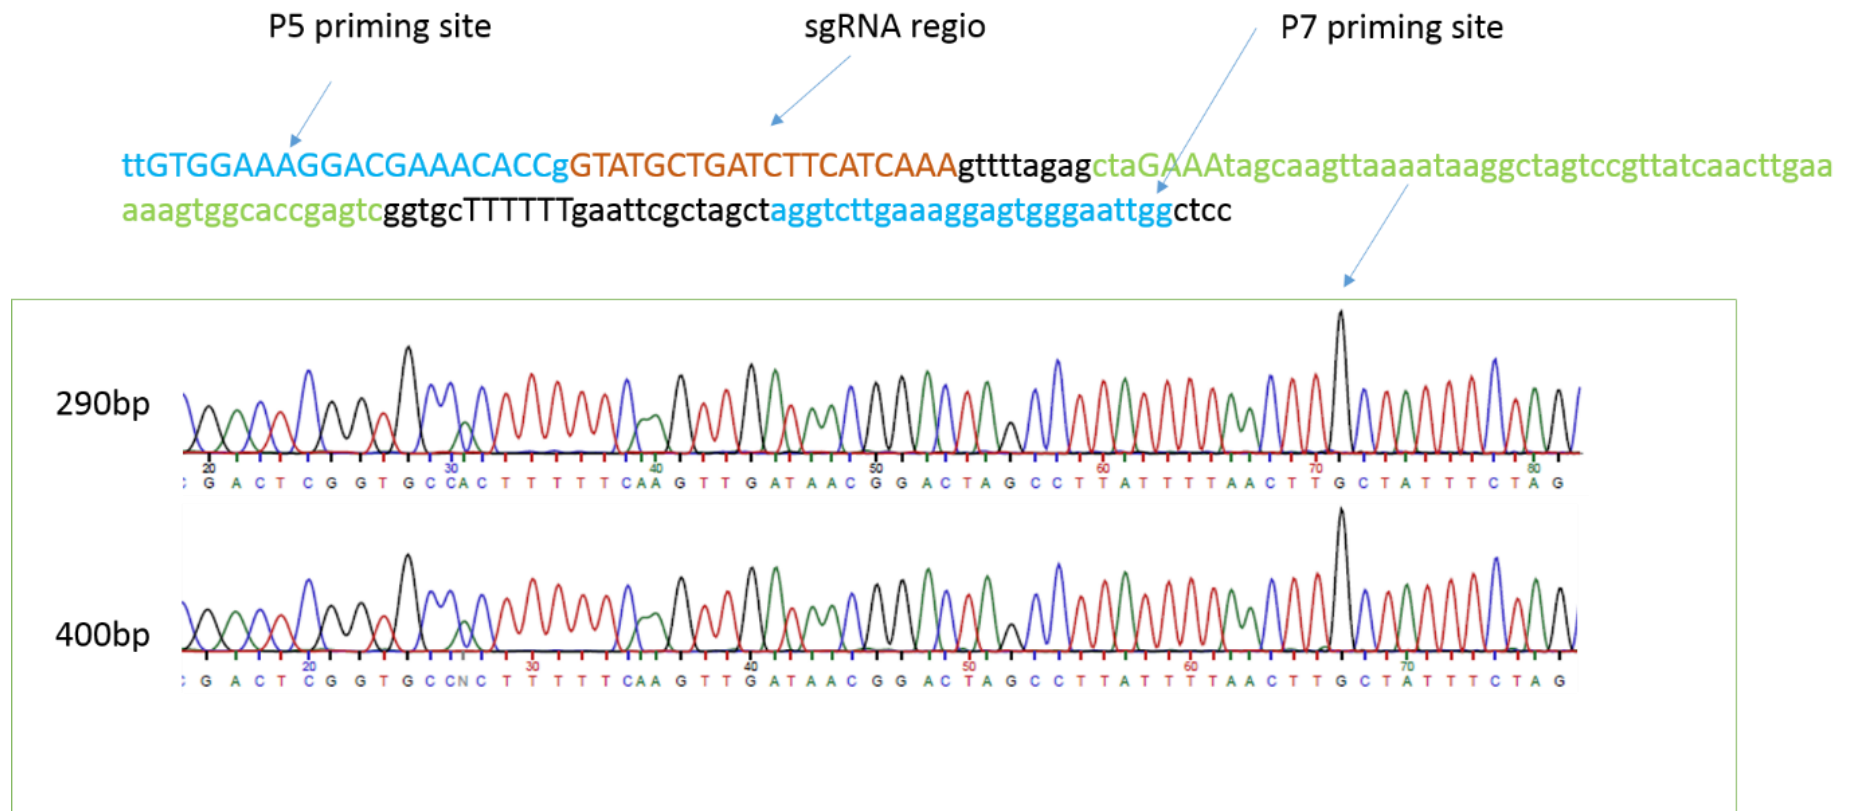 P5 priming site sgRNA regio P7 priming site
ttGTGGAAAGGACGAAACACCgGTATGCTGATCTTCATCAAAgttttagagctaGAAAtagcaagttaaaataaggctagtccgttatcaacttgaa
aaagtggcaccgagtcggtgcTTTTTTgaattcgctagctaggtcttgaaaggagtgggaattggctcc
290bp
20 30 40 50 60 70 80
C G A C T C G G T G C C A C T T T T T C A A G T T G A T A A C G G A C T A G C C T T A T T T T A A C T T G C T A T T T C T A G
400bp
20 30 40 50 60 70
C G A C T C G G T G C C N C T T T T T C A A G T T G A T A A C G G A C T A G C C T T A T T T T A A C T T G C T A T T T C T A G